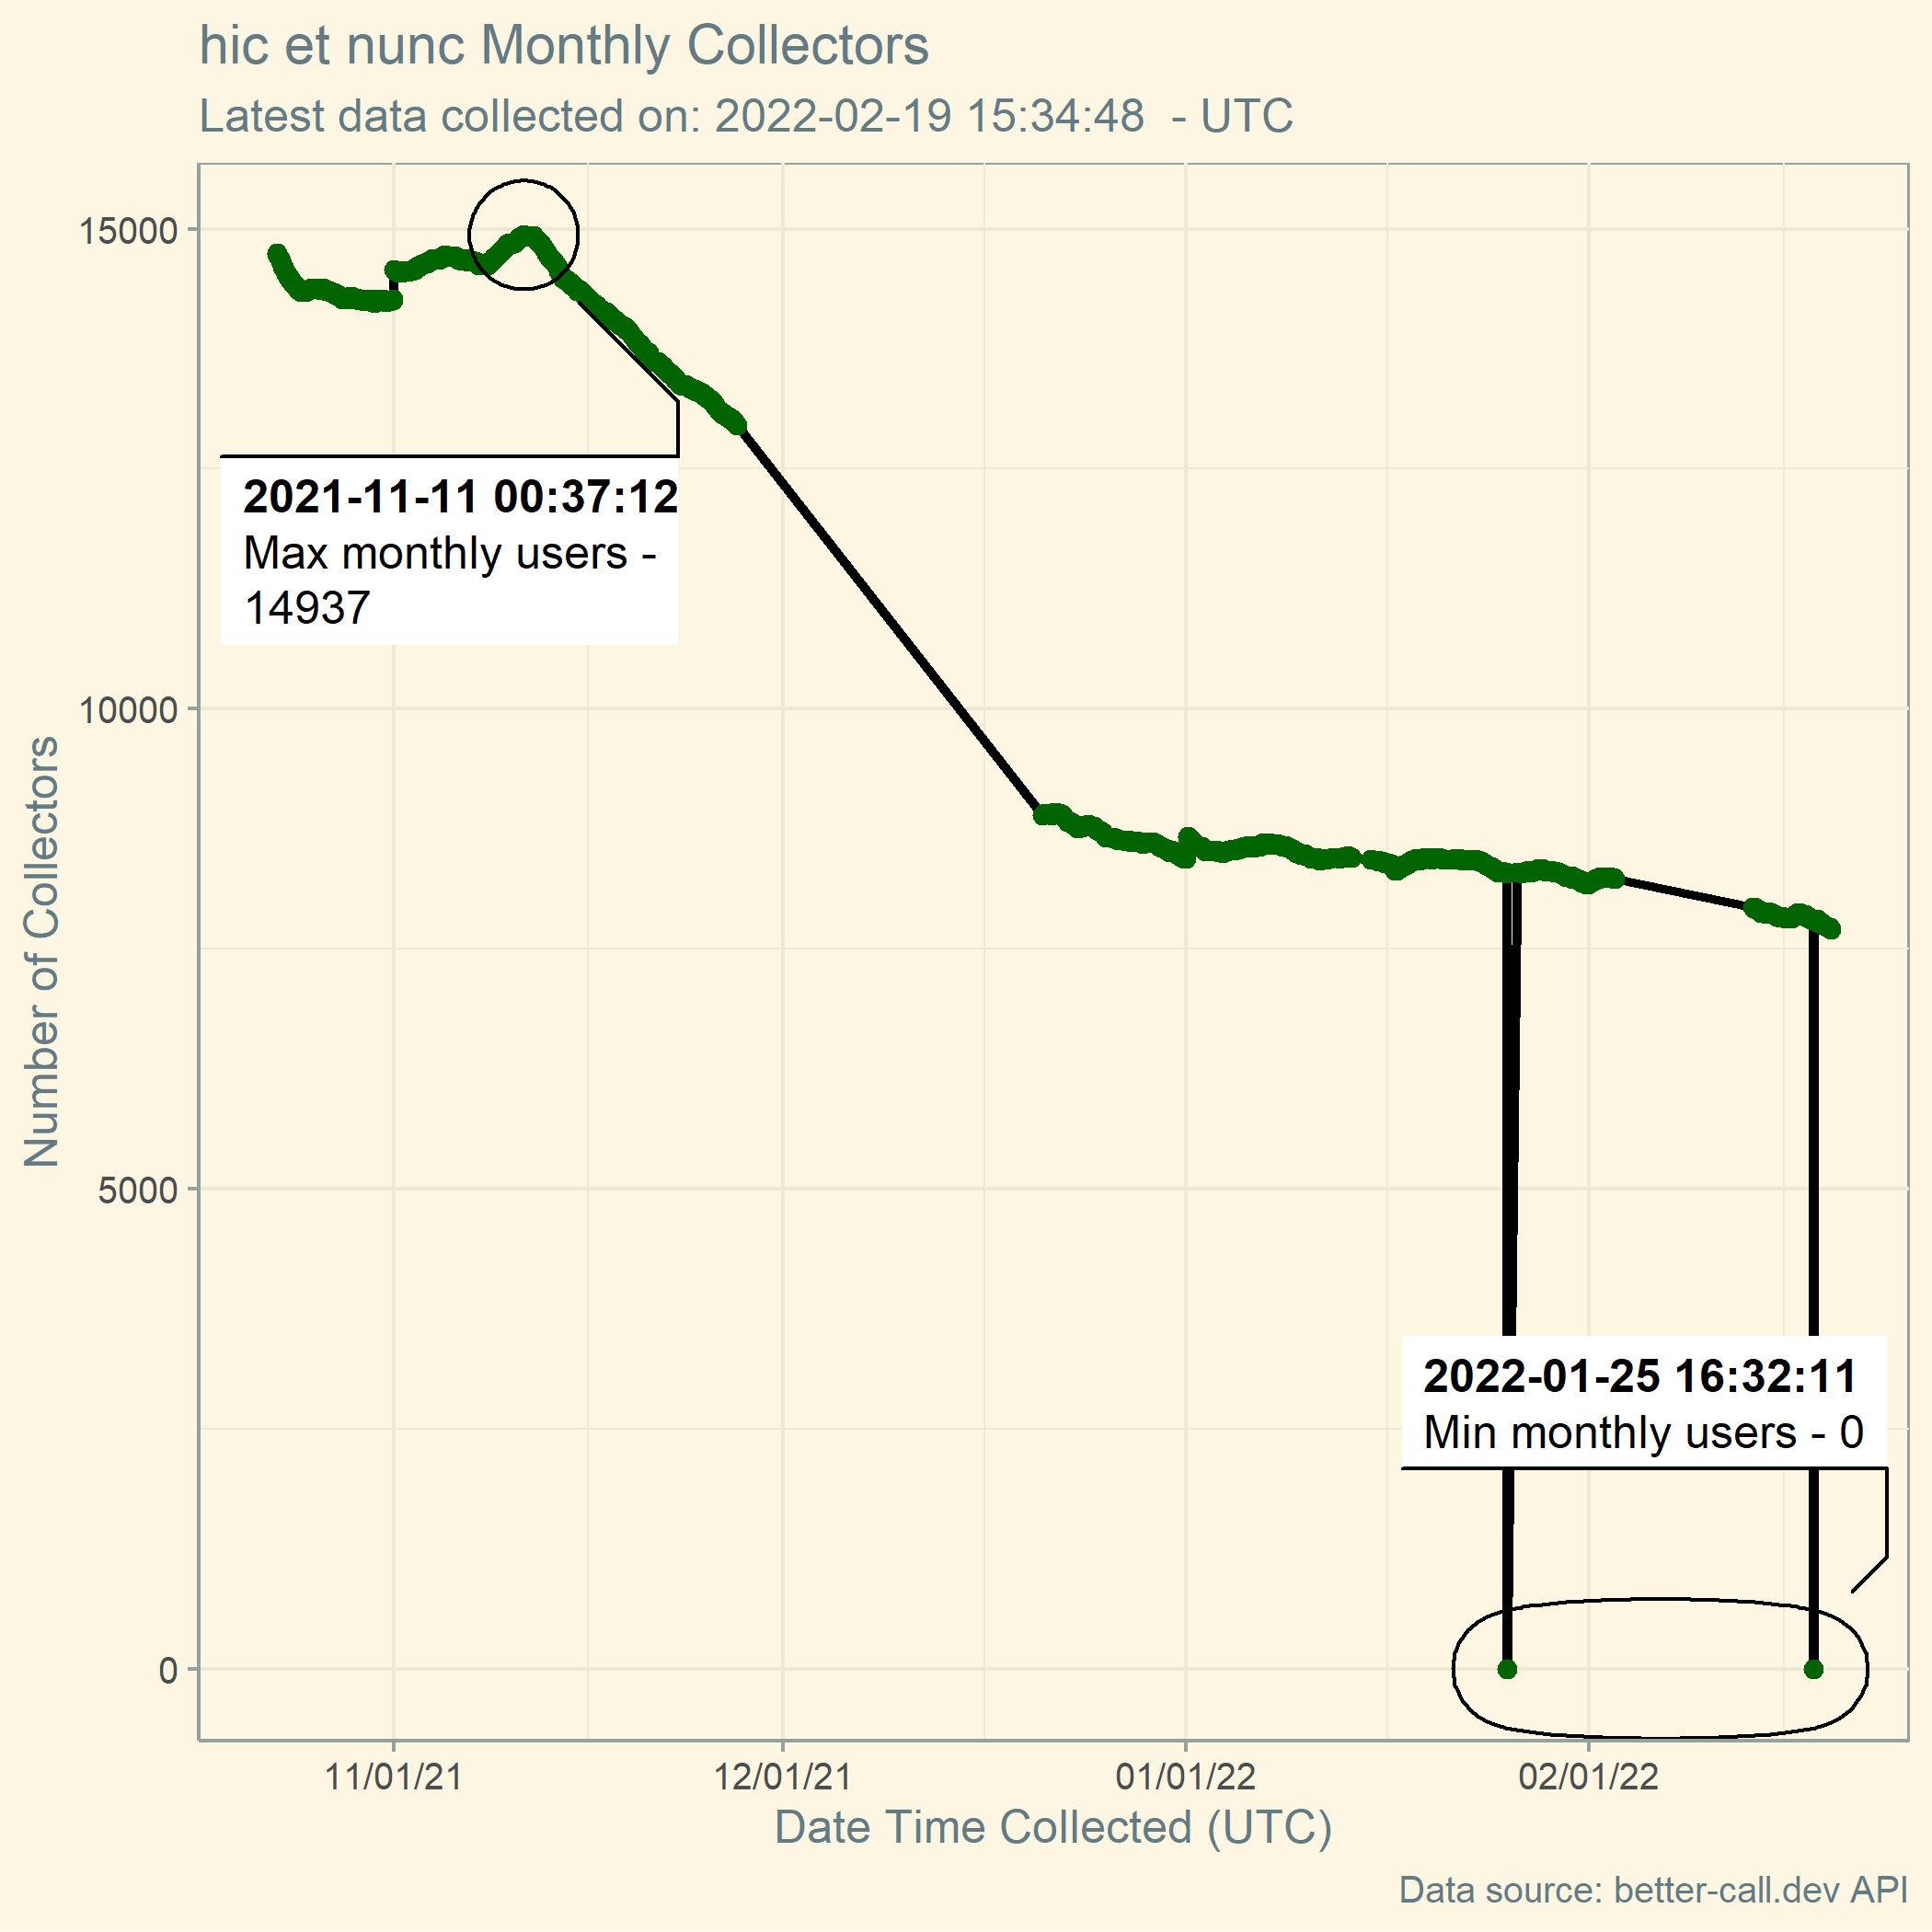 hic et nunc Monthly Collectors
Latest data collected on: 2022-02-19 15:34:48  - UTC
Number of Collectors
15000
10000
5000
0
2021-11-11 00:37:12
Max monthly users -
14937
2022-01-25 16:32:11
Min monthly users - 0
11/01/21
12/01/21
01/01/22
02/01/22
Date Time Collected (UTC)
Data source: better-call.dev API